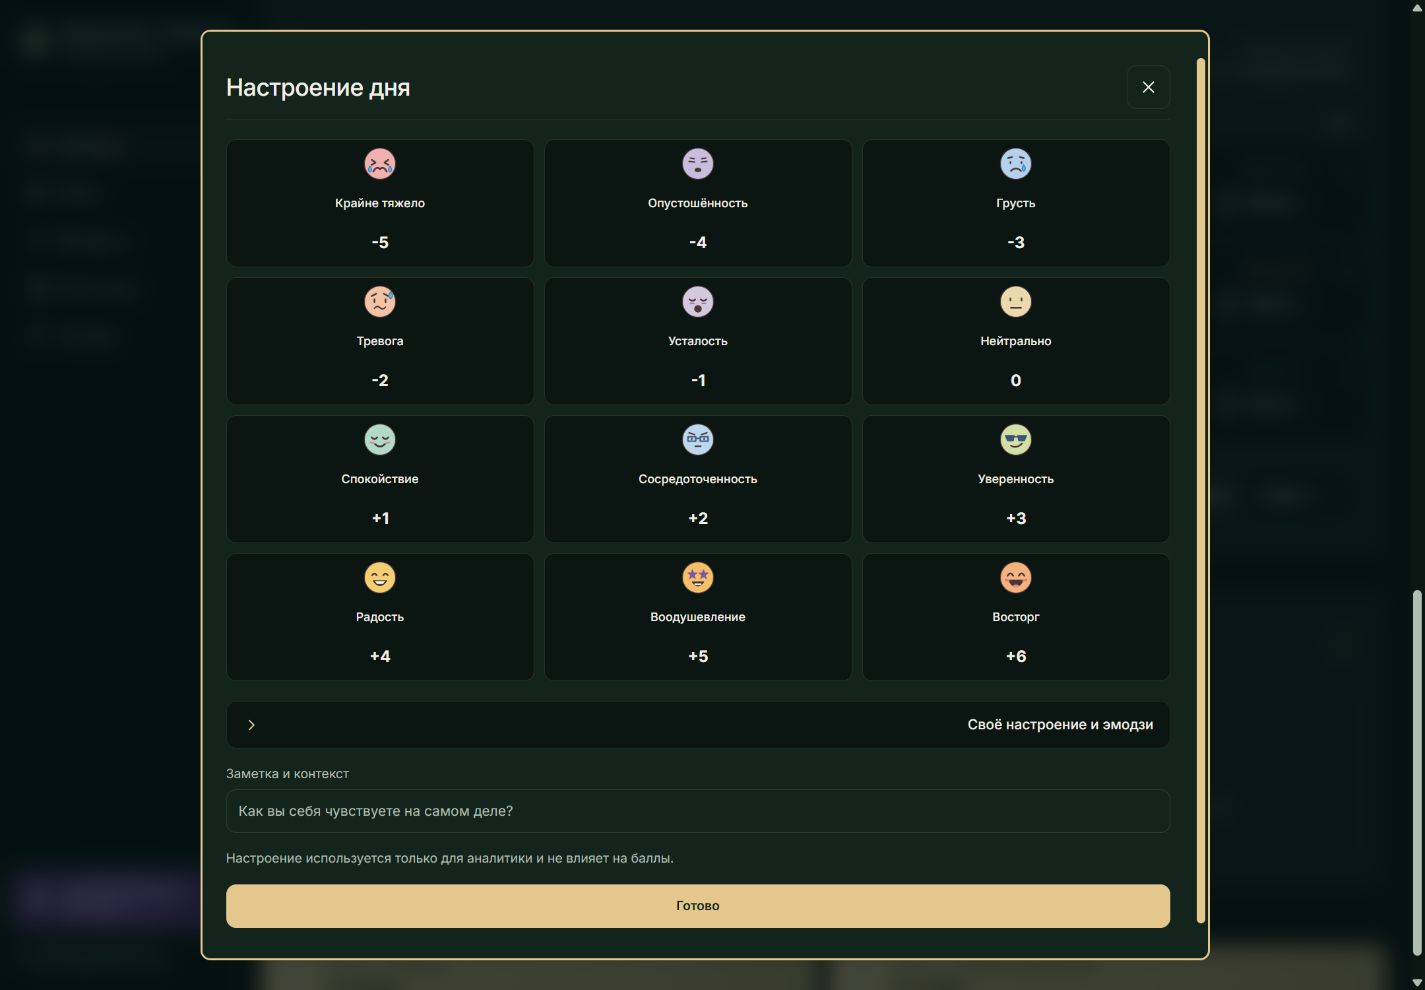 Настроение дня
Крайне тяжело
-5
Опустошённость
-4
Грусть
-3
Тревога
-2
Усталость
-1
Нейтрально
0
Спокойствие
+1
Сосредоточенность
+2
Уверенность
+3
Радость
+4
Воодушевление
+5
Восторг
+6
Своё настроение и эмодзи
Заметка и контекст
Как вы себя чувствуете на самом деле?
Настроение используется только для аналитики и не влияет на баллы.
Готово